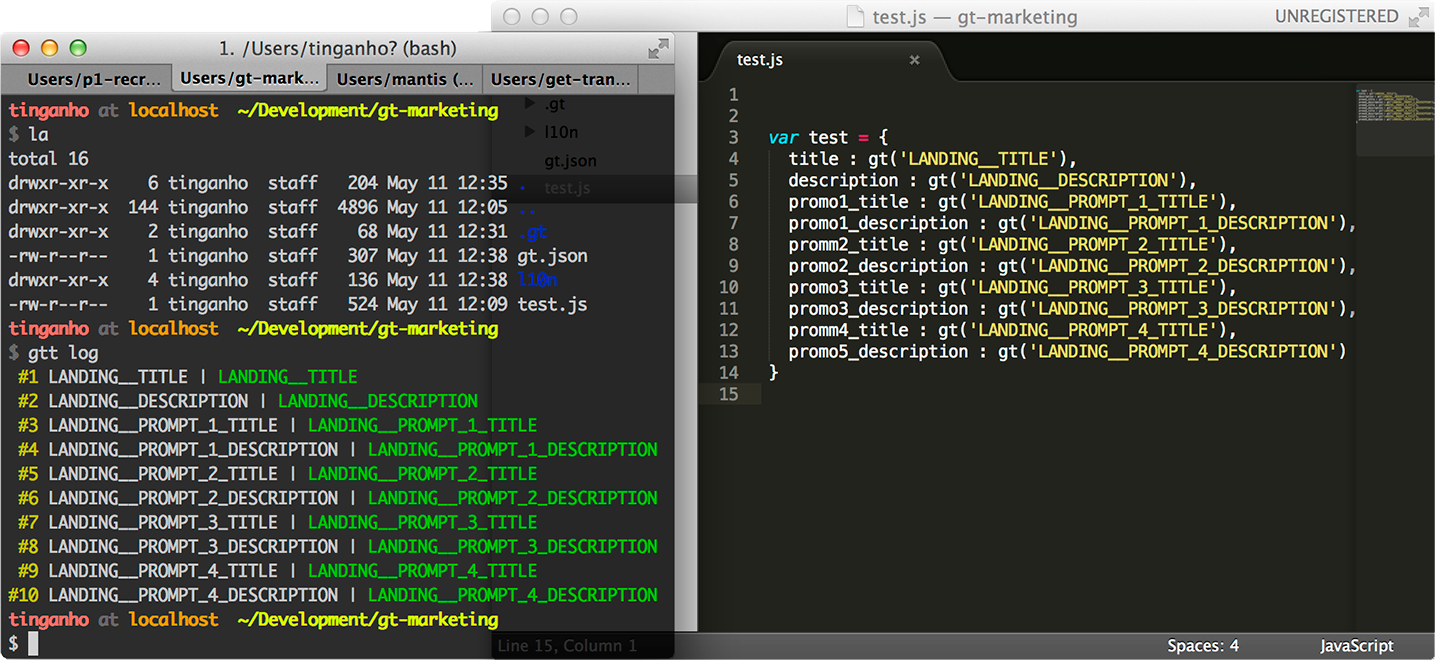 test.js — gt-marketing
UNREGISTERED
1. /Users/tinganho? (bash)
Users/p1-recr...
Users/gt-mark...
Users/mantis (...
Users/get-tran...
tinganho at localhost ~/Development/gt-marketing
$ la
total 16
drwxr-xr-x 6 tinganho staff 204 May 11 12:35 .
drwxr-xr-x 144 tinganho staff 4896 May 11 12:05 ..
drwxr-xr-x 2 tinganho staff 68 May 11 12:31 .gt
-rw-r--r-- 1 tinganho staff 307 May 11 12:38 gt.json
drwxr-xr-x 4 tinganho staff 136 May 11 12:38 l10n
-rw-r--r-- 1 tinganho staff 524 May 11 12:09 test.js
tinganho at localhost ~/Development/gt-marketing
$ gtt log
#1 LANDING__TITLE | LANDING__TITLE
#2 LANDING__DESCRIPTION | LANDING__DESCRIPTION
#3 LANDING__PROMPT_1_TITLE | LANDING__PROMPT_1_TITLE
#4 LANDING__PROMPT_1_DESCRIPTION | LANDING__PROMPT_1_DESCRIPTION
#5 LANDING__PROMPT_2_TITLE | LANDING__PROMPT_2_TITLE
#6 LANDING__PROMPT_2_DESCRIPTION | LANDING__PROMPT_2_DESCRIPTION
#7 LANDING__PROMPT_3_TITLE | LANDING__PROMPT_3_TITLE
#8 LANDING__PROMPT_3_DESCRIPTION | LANDING__PROMPT_3_DESCRIPTION
#9 LANDING__PROMPT_4_TITLE | LANDING__PROMPT_4_TITLE
#10 LANDING__PROMPT_4_DESCRIPTION | LANDING__PROMPT_4_DESCRIPTION
tinganho at localhost ~/Development/gt-marketing
$
.gt
l10n
gt.json
test.js
test.js
1
2
3 var test = {
4 title : gt('LANDING__TITLE'),
5 description : gt('LANDING__DESCRIPTION'),
6 promo1_title : gt('LANDING__PROMPT_1_TITLE'),
7 promo1_description : gt('LANDING__PROMPT_1_DESCRIPTION'),
8 promm2_title : gt('LANDING__PROMPT_2_TITLE'),
9 promo2_description : gt('LANDING__PROMPT_2_DESCRIPTION'),
10 promo3_title : gt('LANDING__PROMPT_3_TITLE'),
11 promo3_description : gt('LANDING__PROMPT_3_DESCRIPTION'),
12 promm4_title : gt('LANDING__PROMPT_4_TITLE'),
13 promo5_description : gt('LANDING__PROMPT_4_DESCRIPTION')
14 }
15
Line 15, Column 1
Spaces: 4
JavaScript